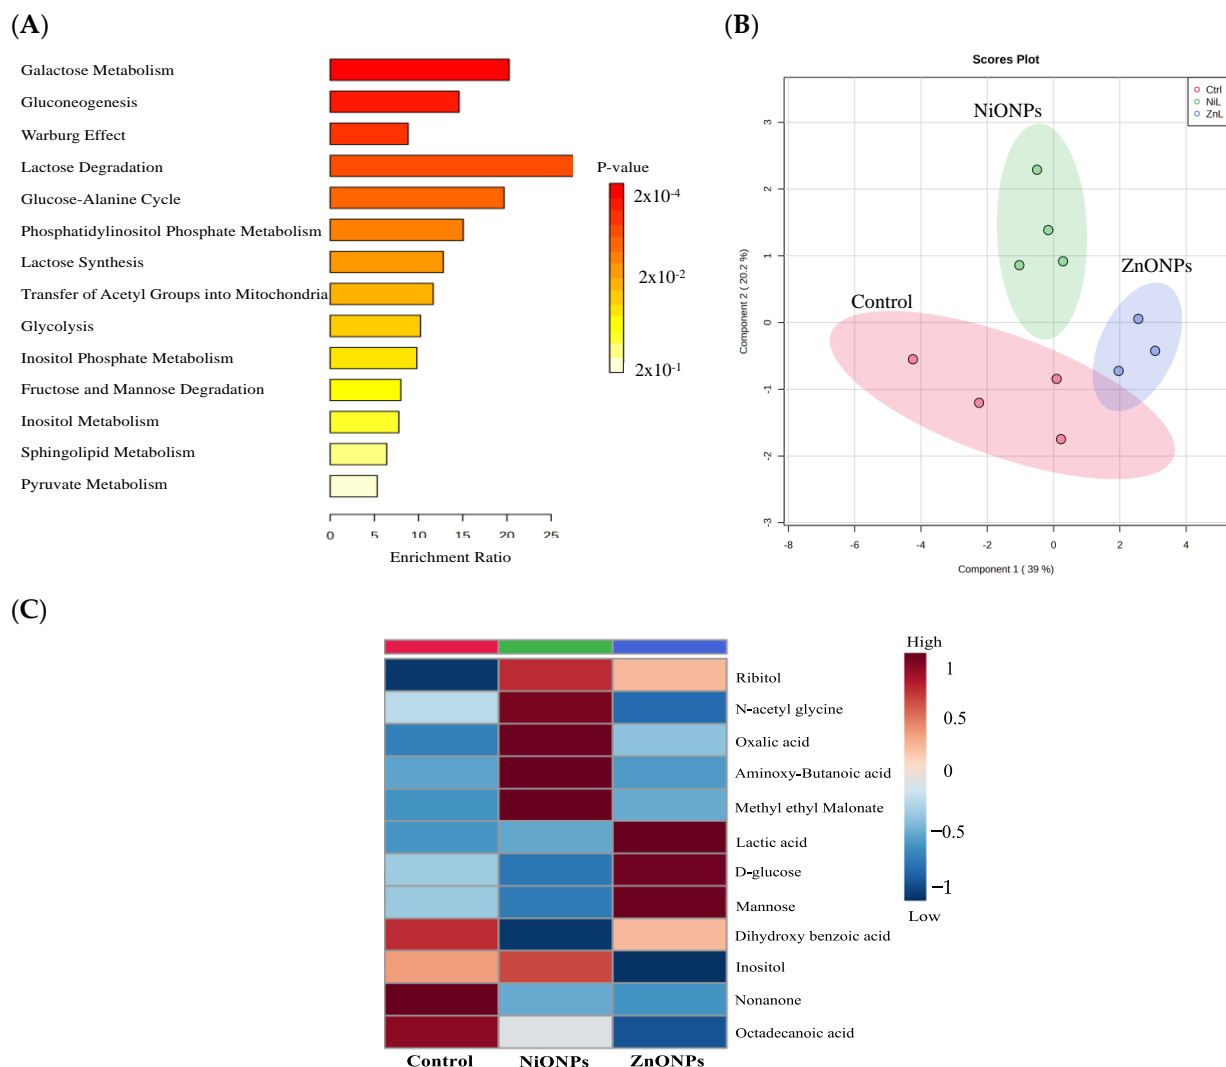 (A)
Galactose Metabolism
Gluconeogenesis
Warburg Effect
Lactose Degradation
Glucose-Alanine Cycle
Phosphatidylinositol Phosphate Metabolism
Lactose Synthesis
Transfer of Acetyl Groups into Mitochondria
Glycolysis
Inositol Phosphate Metabolism
Fructose and Mannose Degradation
Inositol Metabolism
Sphingolipid Metabolism
Pyruvate Metabolism
0 5 10 15 20 25
Enrichment Ratio
P-value
2x10-4
2x10-2
2x10-1
(B)
Scores Plot
Ctrl
NiL
ZnL
NiONPs
ZnONPs
Control
Component 2 ( 20.2 %)
3
2
1
0
-1
-2
-3
-8 -6 -4 -2 0 2 4
Component 1 ( 39 %)
(C)
Ribitol
N-acetyl glycine
Oxalic acid
Aminoxy-Butanoic acid
Methyl ethyl Malonate
Lactic acid
D-glucose
Mannose
Dihydroxy benzoic acid
Inositol
Nonanone
Octadecanoic acid
Control NiONPs ZnONPs
High
1
0.5
0
−0.5
−1
Low